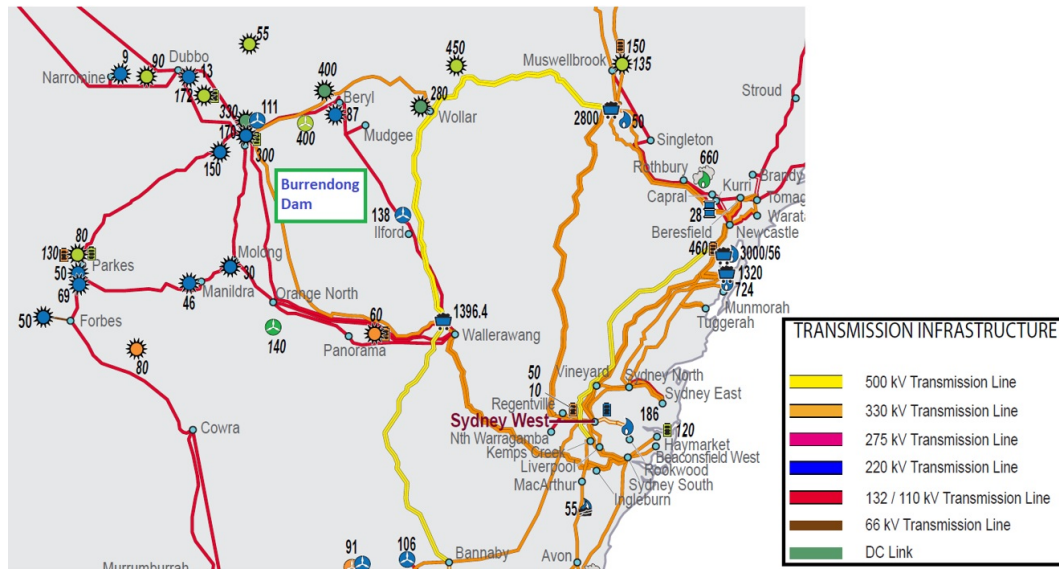 55
9
90
Dubbo
13
Narromine
172
330
111
170
300
150
400
Beryl
87
400
Mudgee
450
280
Wollar
Muswellbrook
150
135
2800
50
Singleton
Stroud
Rothbury
660
Capral
Kurri
Brandy
Tomag
28
Beresfield
Warat
Newcastle
Burrendong
Dam
138
Ilford
130
80
50
Parkes
69
Molong
30
46
Manildra
Orange North
50
Forbes
80
140
60
Panorama
1396.4
Wallerawang
460
3000/56
1320
724
Munmorah
Tuggerah
Vineyard
50
10
Sydney North
Regentville
Sydney East
Sydney West
186
120
Nth Warragamba
Haymarket
Kemps Creek
Beaconsfield West
Liverpool
Rookwood
MacArthur
Sydney South
Ingleburn
55
Cowra
91
106
Bannaby
Avon
Murrumburrah
TRANSMISSION INFRASTRUCTURE
500 kV Transmission Line
330 kV Transmission Line
275 kV Transmission Line
220 kV Transmission Line
132 / 110 kV Transmission Line
66 kV Transmission Line
DC Link